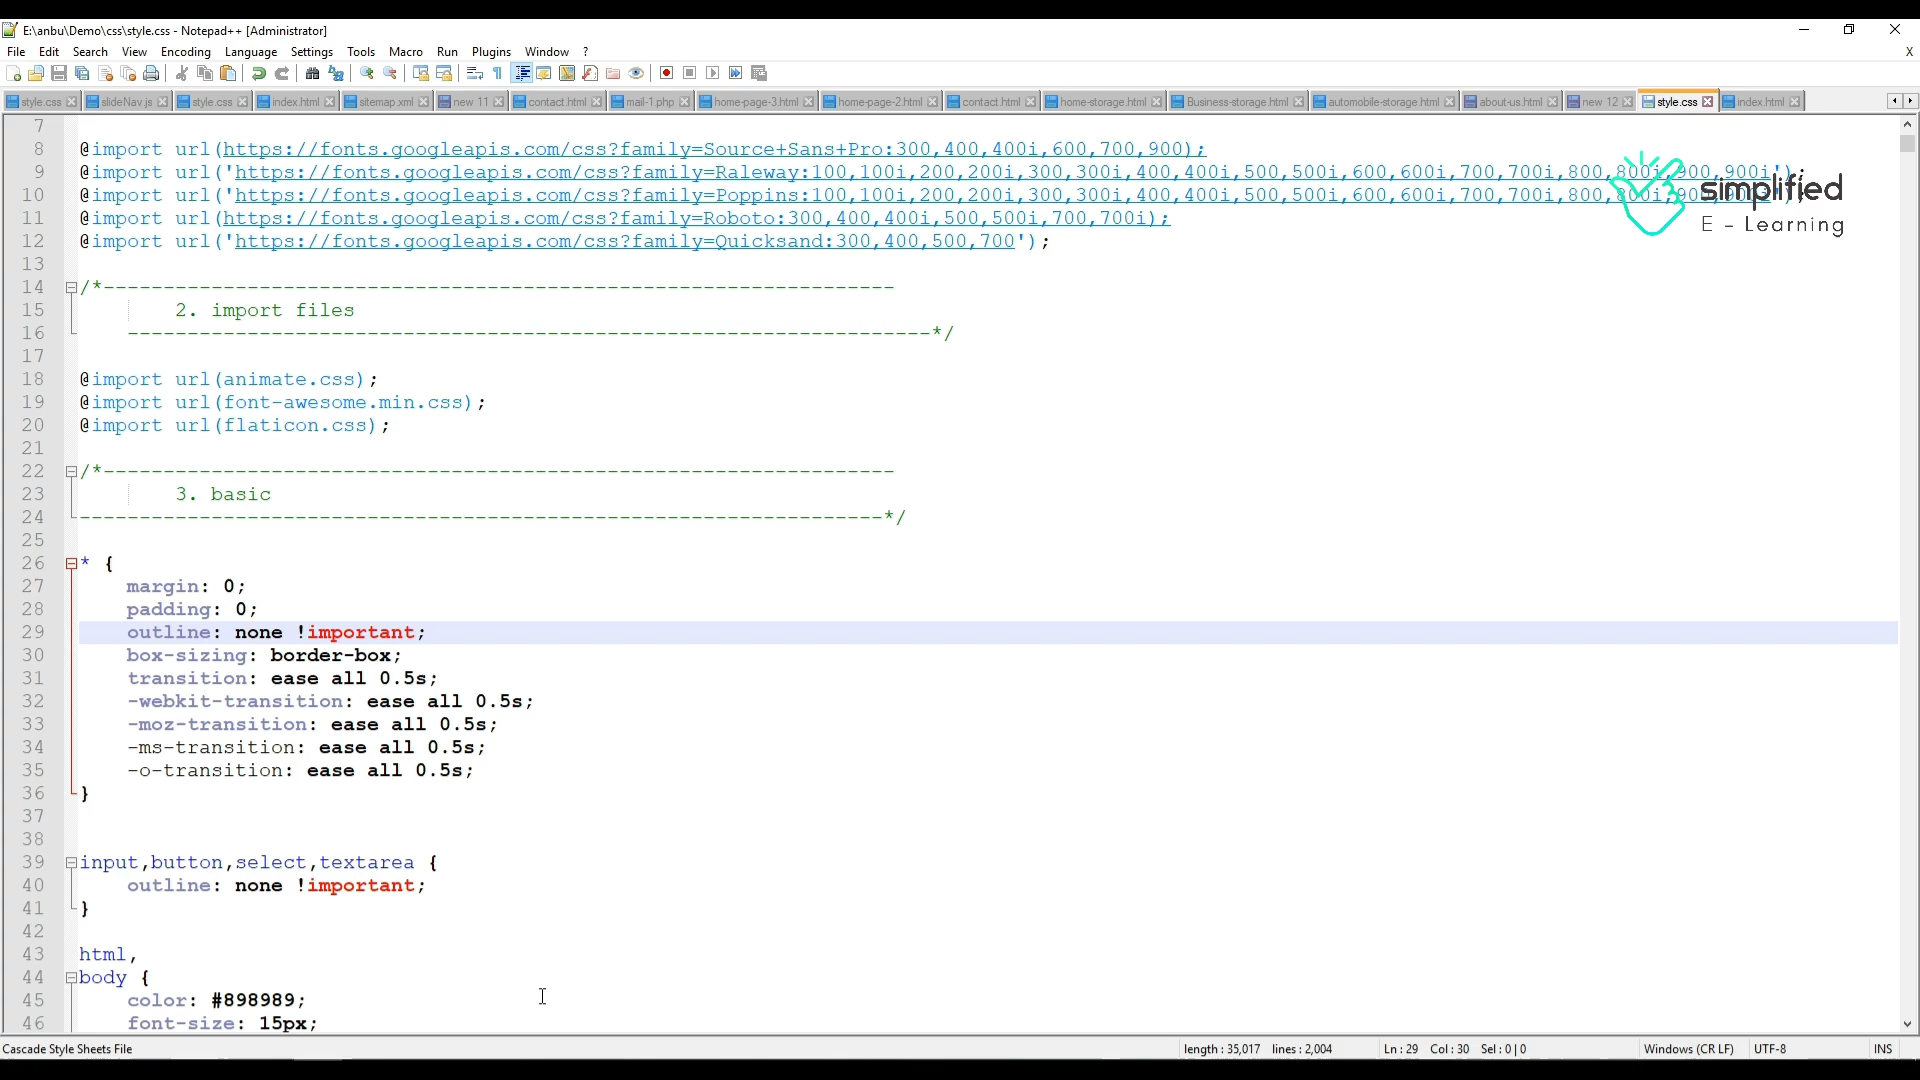 E:\anbu\Demo\css\style.css - Notepad++ [Administrator]
File Edit Search View Encoding Language Settings Tools Macro Run Plugins Window ? X
style.css slideNav.js style.css index.html sitemap.xml new 11 contact.html mail-1.php home-page-3.html home-page-2.html contact.html home-storage.html Business-storage.html automobile-storage.html about-us.html new 12 style.css index.html
7
8 @import url(https://fonts.googleapis.com/css?family=Source+Sans+Pro:300,400,400i,600,700,900);
9 @import url('https://fonts.googleapis.com/css?family=Raleway:100,100i,200,200i,300,300i,400,400i,500,500i,600,600i,700,700i,800,800i,900,900i');
10 @import url('https://fonts.googleapis.com/css?family=Poppins:100,100i,200,200i,300,300i,400,400i,500,500i,600,600i,700,700i,800,800i,900,900i');
simplified
E - Learning
11 @import url(https://fonts.googleapis.com/css?family=Roboto:300,400,400i,500,500i,700,700i);
12 @import url('https://fonts.googleapis.com/css?family=Quicksand:300,400,500,700');
13
14 /*------------------------------------------------------------------
15 2. import files
16 -------------------------------------------------------------------*/
17
18 @import url(animate.css);
19 @import url(font-awesome.min.css);
20 @import url(flaticon.css);
21
22 /*------------------------------------------------------------------
23 3. basic
24 -------------------------------------------------------------------*/
25
26 * {
27 margin: 0;
28 padding: 0;
29 outline: none !important;
30 box-sizing: border-box;
31 transition: ease all 0.5s;
32 -webkit-transition: ease all 0.5s;
33 -moz-transition: ease all 0.5s;
34 -ms-transition: ease all 0.5s;
35 -o-transition: ease all 0.5s;
36 }
37
38
39 input,button,select,textarea {
40 outline: none !important;
41 }
42
43 html,
44 body {
45 color: #898989;
46 font-size: 15px;
Cascade Style Sheets File length : 35,017 lines : 2,004 Ln : 29 Col : 30 Sel : 0 | 0 Windows (CR LF) UTF-8 INS